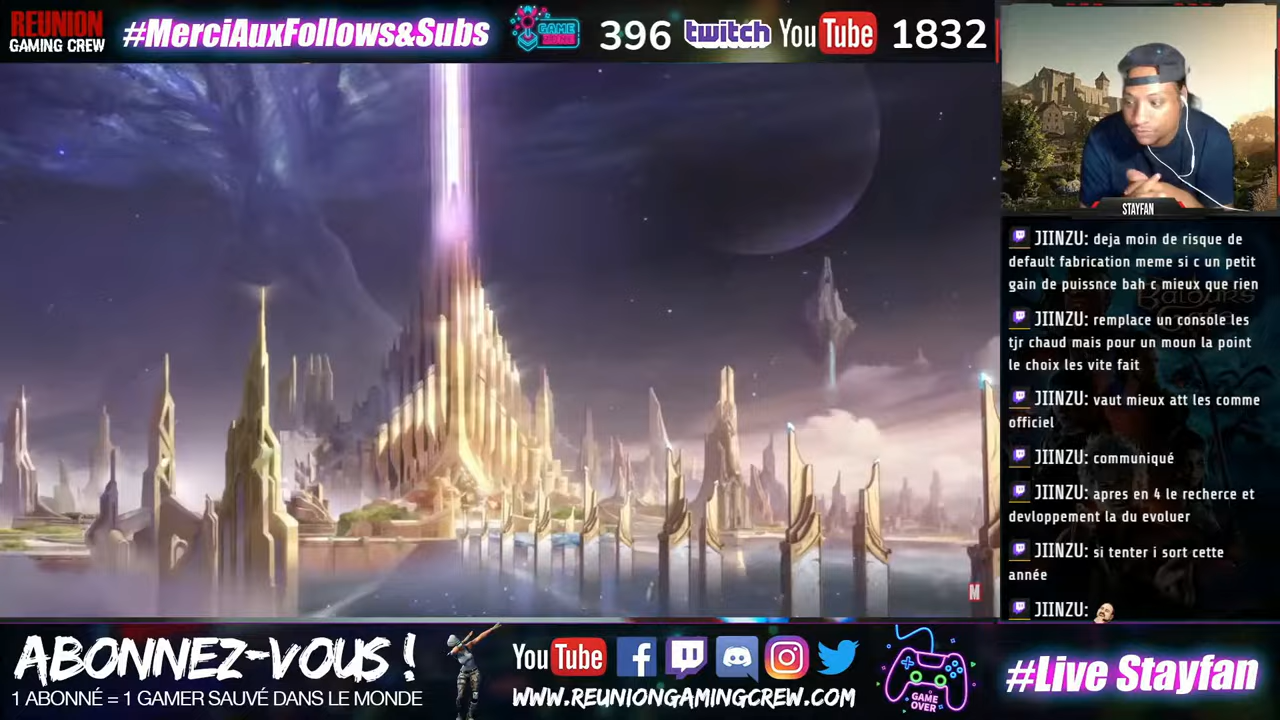 REUNION
GAMING CREW
#MerciAuxFollows&Subs
GAME
396
twitch
YouTube
1832
STAYFAN
JIINZU: deja moin de risque de
default fabrication meme si c un petit
gain de puissnce bah c mieux que rien
JIINZU: remplace un console les
tjr chaud mais pour un moun la point
le choix les vite fait
JIINZU: vaut mieux att les comme
officiel
JIINZU: communiqué
JIINZU: apres en 4 le recherce et
devloppement la du evoluer
JIINZU: si tenter i sort cette
année
JIINZU:
M
ABONNEZ-VOUS !
1 ABONNÉ = 1 GAMER SAUVÉ DANS LE MONDE
YouTube
WWW.REUNIONGAMINGCREW.COM
GAME
OVER
#Live Stayfan